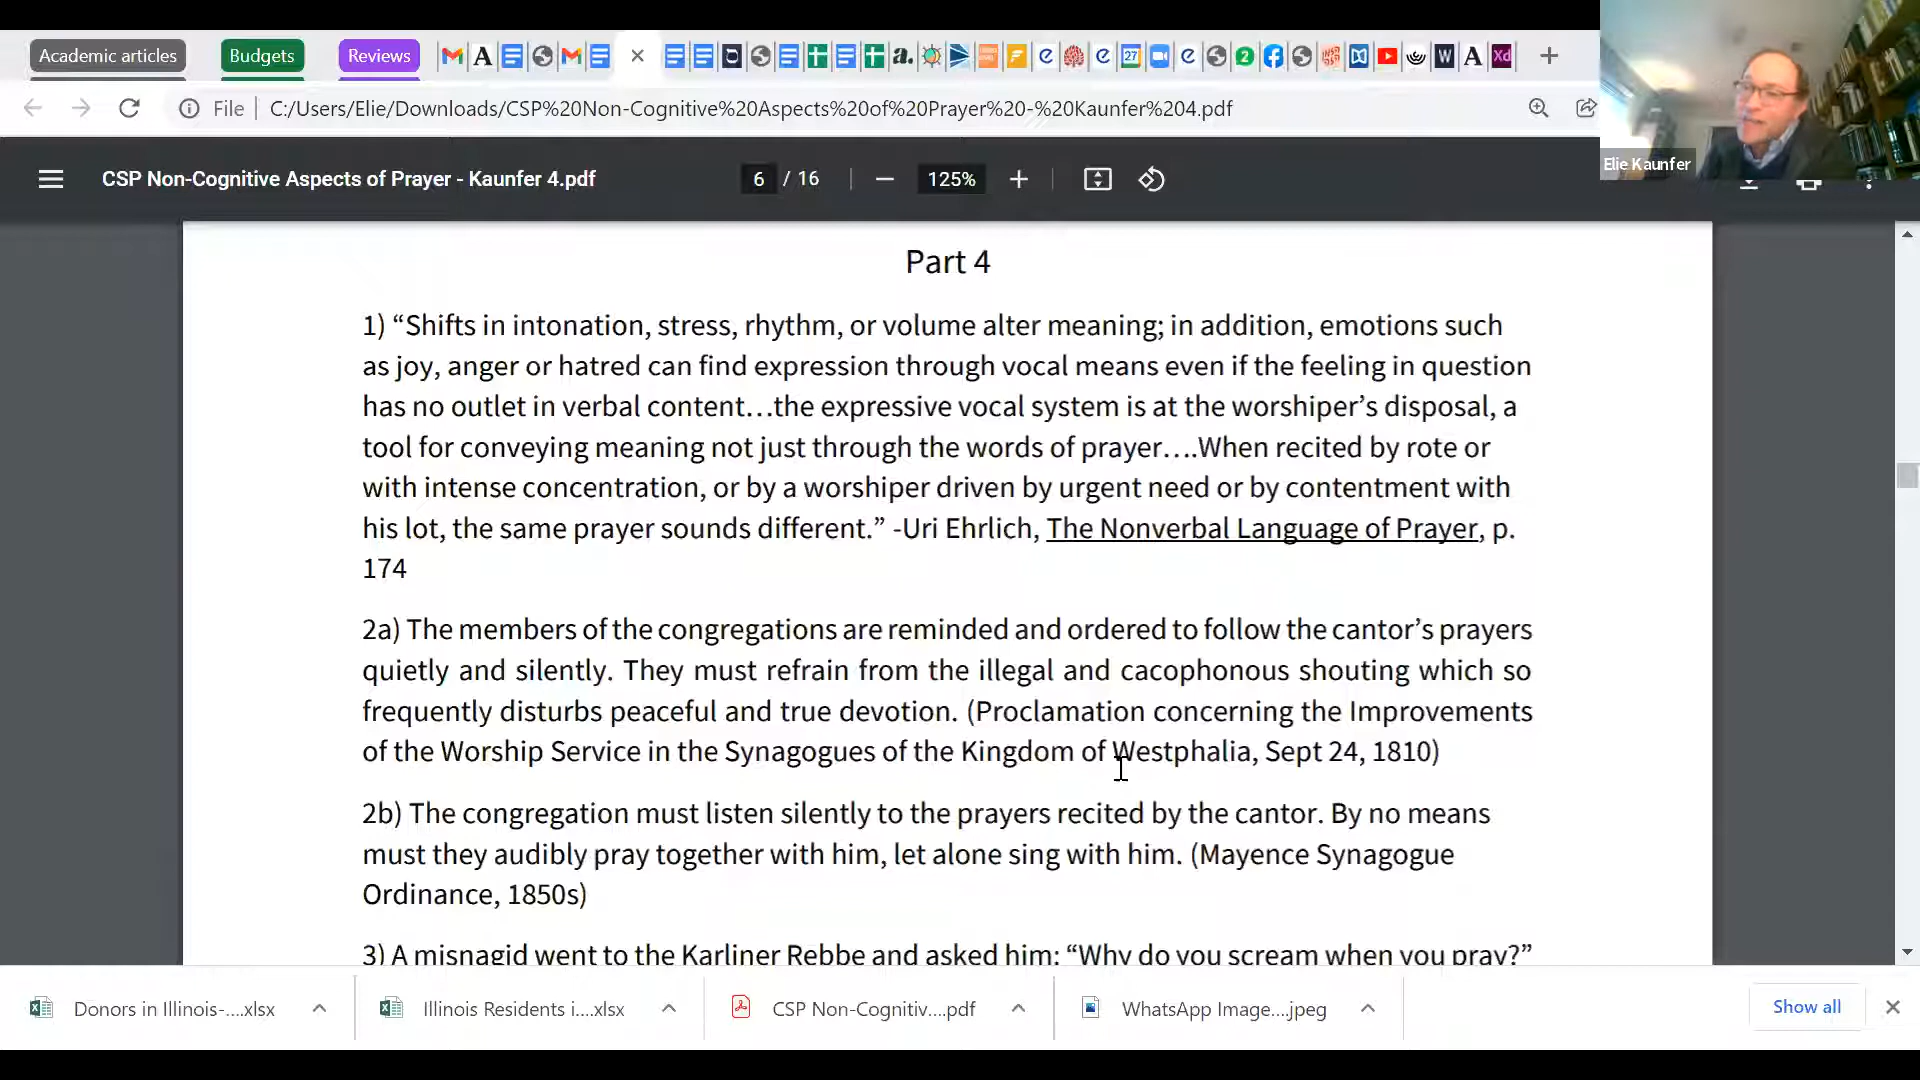 Academic articles
Budgets
Reviews
File
C:/Users/Elie/Downloads/CSP%20Non-Cognitive%20Aspects%20of%20Prayer%20-%20Kaunfer%204.pdf
Elie Kaunfer
CSP Non-Cognitive Aspects of Prayer - Kaunfer 4.pdf
6 / 16
125%
Part 4
1) “Shifts in intonation, stress, rhythm, or volume alter meaning; in addition, emotions such
as joy, anger or hatred can find expression through vocal means even if the feeling in question
has no outlet in verbal content…the expressive vocal system is at the worshiper’s disposal, a
tool for conveying meaning not just through the words of prayer….When recited by rote or
with intense concentration, or by a worshiper driven by urgent need or by contentment with
his lot, the same prayer sounds different.” -Uri Ehrlich, The Nonverbal Language of Prayer, p.
174
2a) The members of the congregations are reminded and ordered to follow the cantor’s prayers
quietly and silently. They must refrain from the illegal and cacophonous shouting which so
frequently disturbs peaceful and true devotion. (Proclamation concerning the Improvements
of the Worship Service in the Synagogues of the Kingdom of Westphalia, Sept 24, 1810)
2b) The congregation must listen silently to the prayers recited by the cantor. By no means
must they audibly pray together with him, let alone sing with him. (Mayence Synagogue
Ordinance, 1850s)
3) A misnagid went to the Karliner Rebbe and asked him: “Why do you scream when you pray?”
Donors in Illinois-....xlsx
Illinois Residents i....xlsx
CSP Non-Cognitiv....pdf
WhatsApp Image....jpeg
Show all